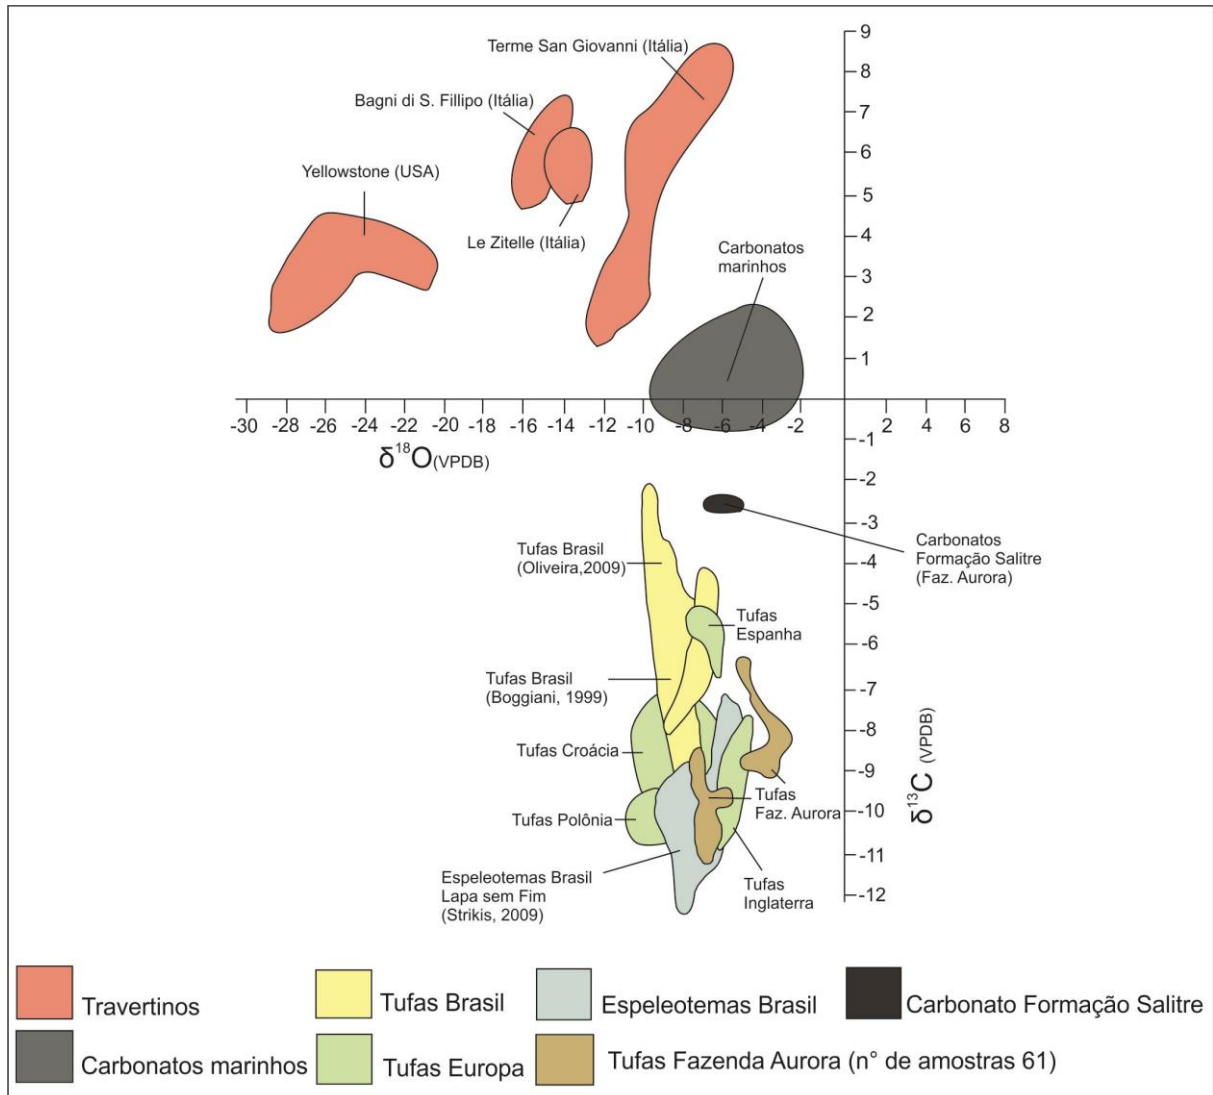 Terme San Giovanni (Itália)
Bagni di S. Fillipo (Itália)
Yellowstone (USA)
Le Zitelle (Itália)
Carbonatos
marinhos
9
8
7
6
5
4
3
2
1
-30 -28 -26 -24 -22 -20 -18 -16 -14 -12 -10 -8 -6 -4 -2 2 4 6 8
δ18O(VPDB)
-1
-2
-3
-4
-5
-6
-7
-8
-9
-10
-11
-12
δ13C (VPDB)
Tufas Brasil
(Oliveira,2009)
Carbonatos
Formação Salitre
(Faz. Aurora)
Tufas
Espanha
Tufas Brasil
(Boggiani, 1999)
Tufas Croácia
Tufas
Faz. Aurora
Tufas Polônia
Espeleotemas Brasil
Lapa sem Fim
(Strikis, 2009)
Tufas
Inglaterra
Travertinos
Tufas Brasil
Espeleotemas Brasil
Carbonato Formação Salitre
Carbonatos marinhos
Tufas Europa
Tufas Fazenda Aurora (n° de amostras 61)